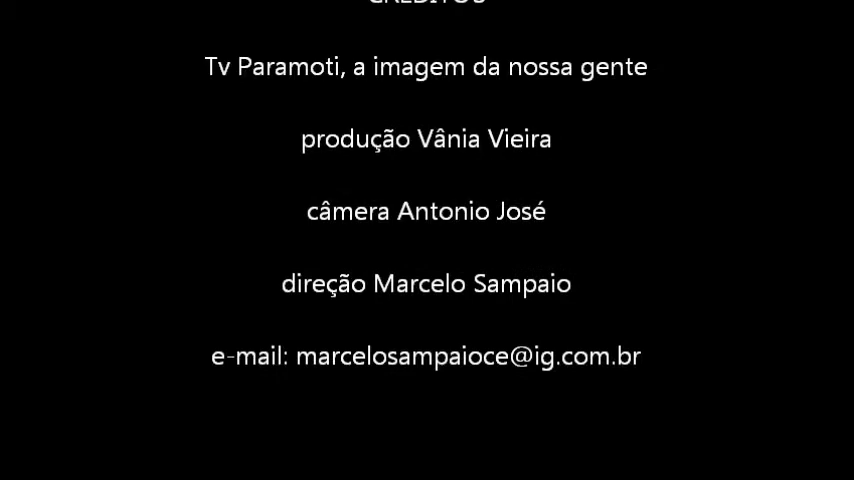 CRÉDITOS
Tv Paramoti, a imagem da nossa gente
produção Vânia Vieira
câmera Antonio José
direção Marcelo Sampaio
e-mail: marcelosampaioce@ig.com.br